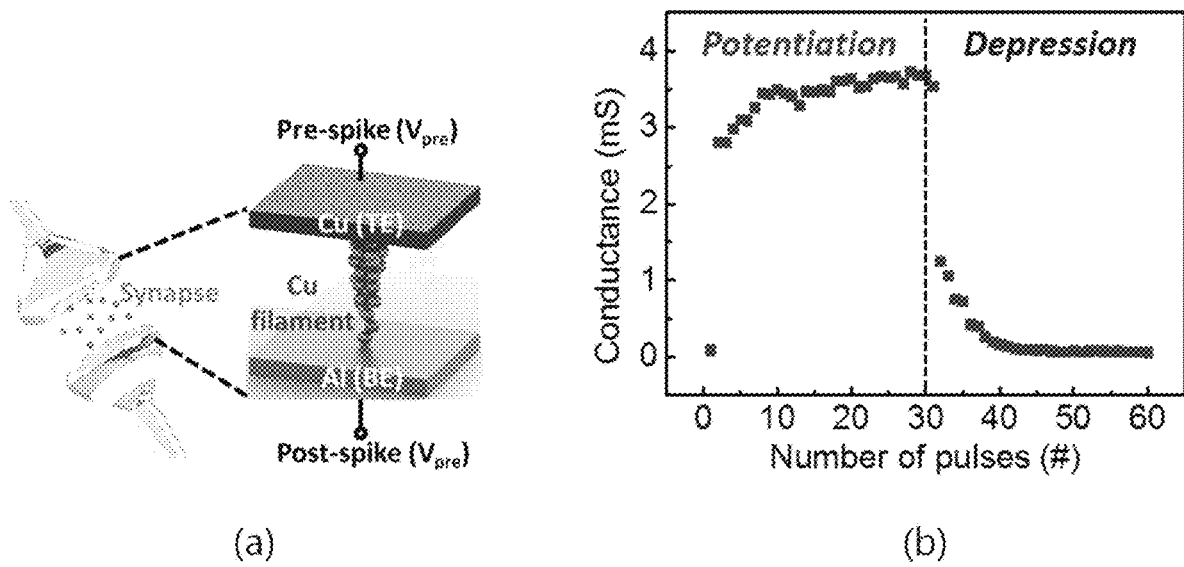 Pre-spike (Vpre)
Cu (TE)
Synapse
Cu
filament
Al (BE)
Post-spike (Vpre)
(a)
Potentiation
Depression
Conductance (mS)
4
3
2
1
0
0
10
20
30
40
50
60
Number of pulses (#)
(b)